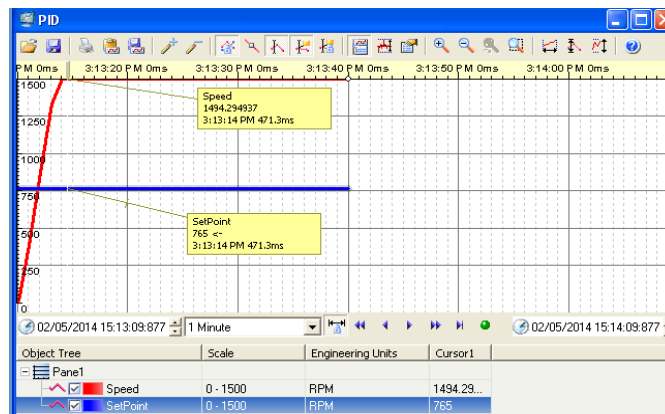 PID
PM 0ms 3:13:20 PM 0ms 3:13:30 PM 0ms 3:13:40 PM 0ms 3:13:50 PM 0ms 3:14:00 PM 0ms
1500
Speed
1494.294937
3:13:14 PM 471.3ms
1250
1000
750
SetPoint
765 <-
3:13:14 PM 471.3ms
500
250
0
02/05/2014 15:13:09:877 1 Minute 02/05/2014 15:14:09:877
Object Tree Scale Engineering Units Cursor1
Pane1
Speed 0 - 1500 RPM 1494.29...
SetPoint 0 - 1500 RPM 765